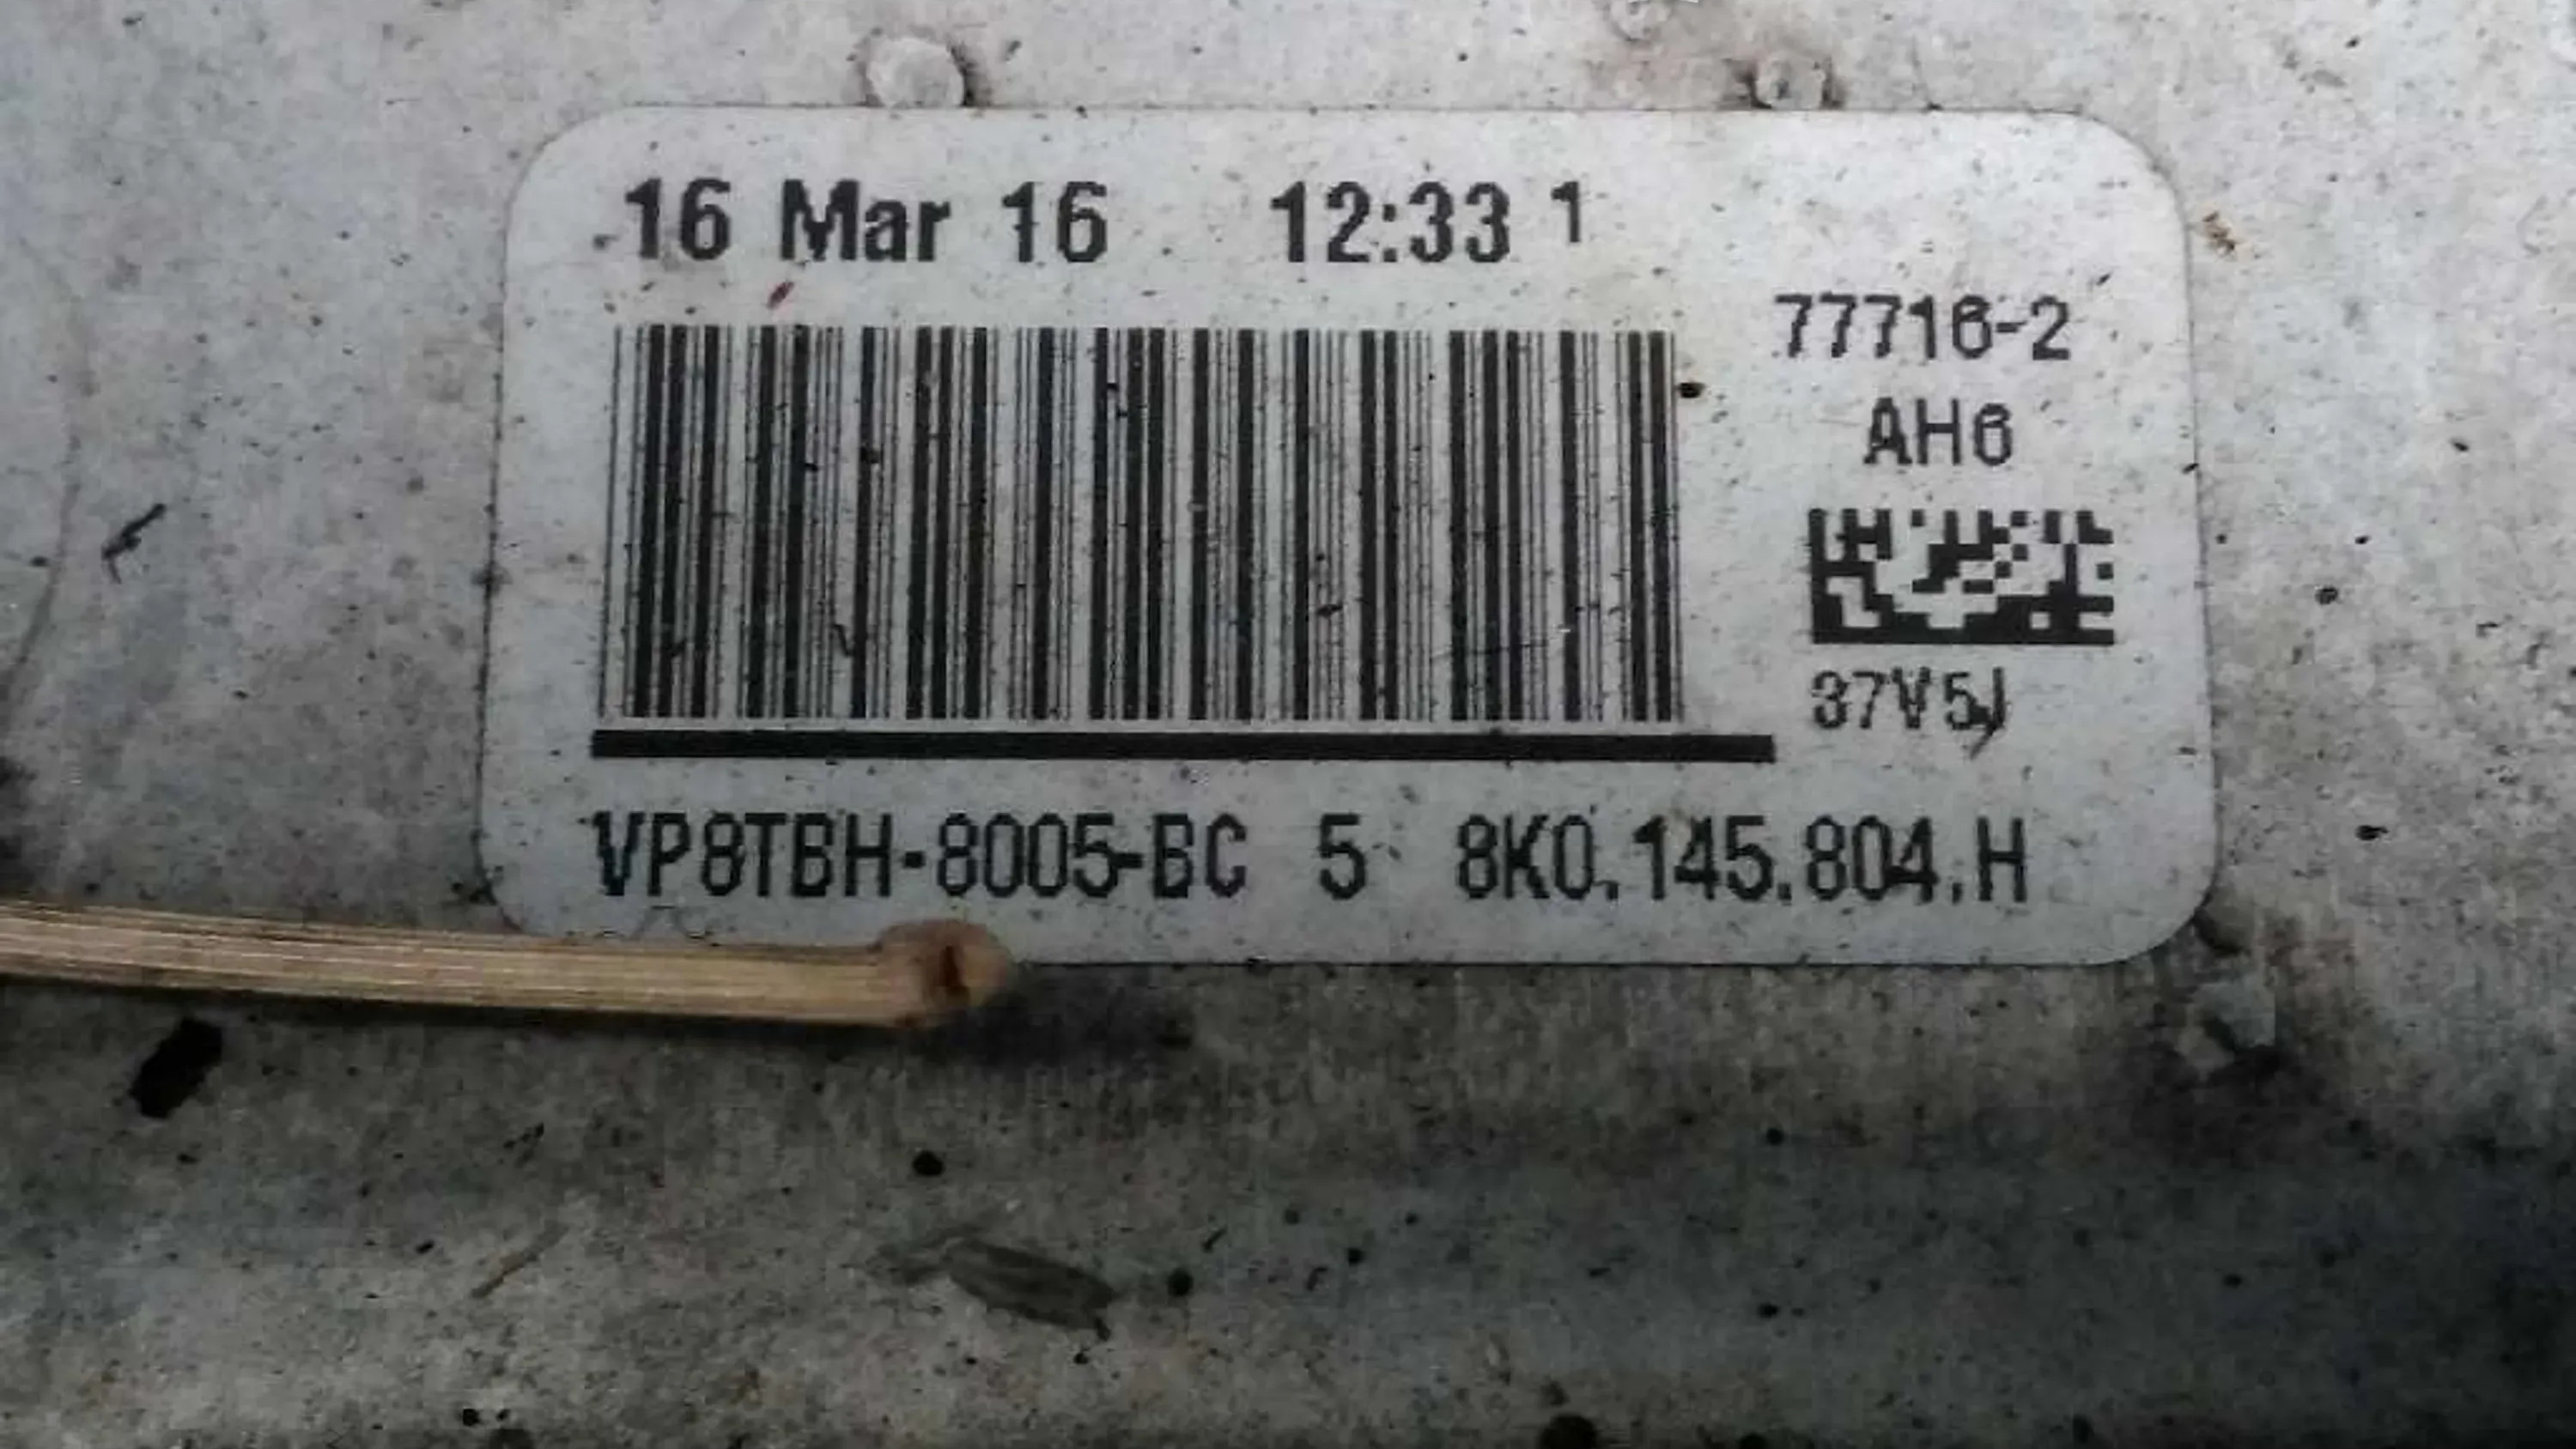 16 Mar 16 12:33 1
77716-2
AH6
37V5J
VP8TBH-8005-BC 5 8K0.145.804.H